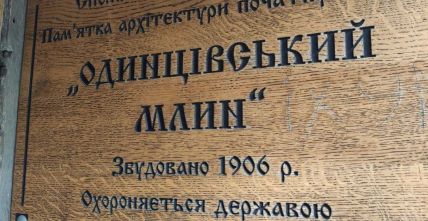 Пам'ятка архітектури
„ОДИНЦІВСЬКИЙ
МЛИН“
Збудовано 1906 р.
Охороняється державою